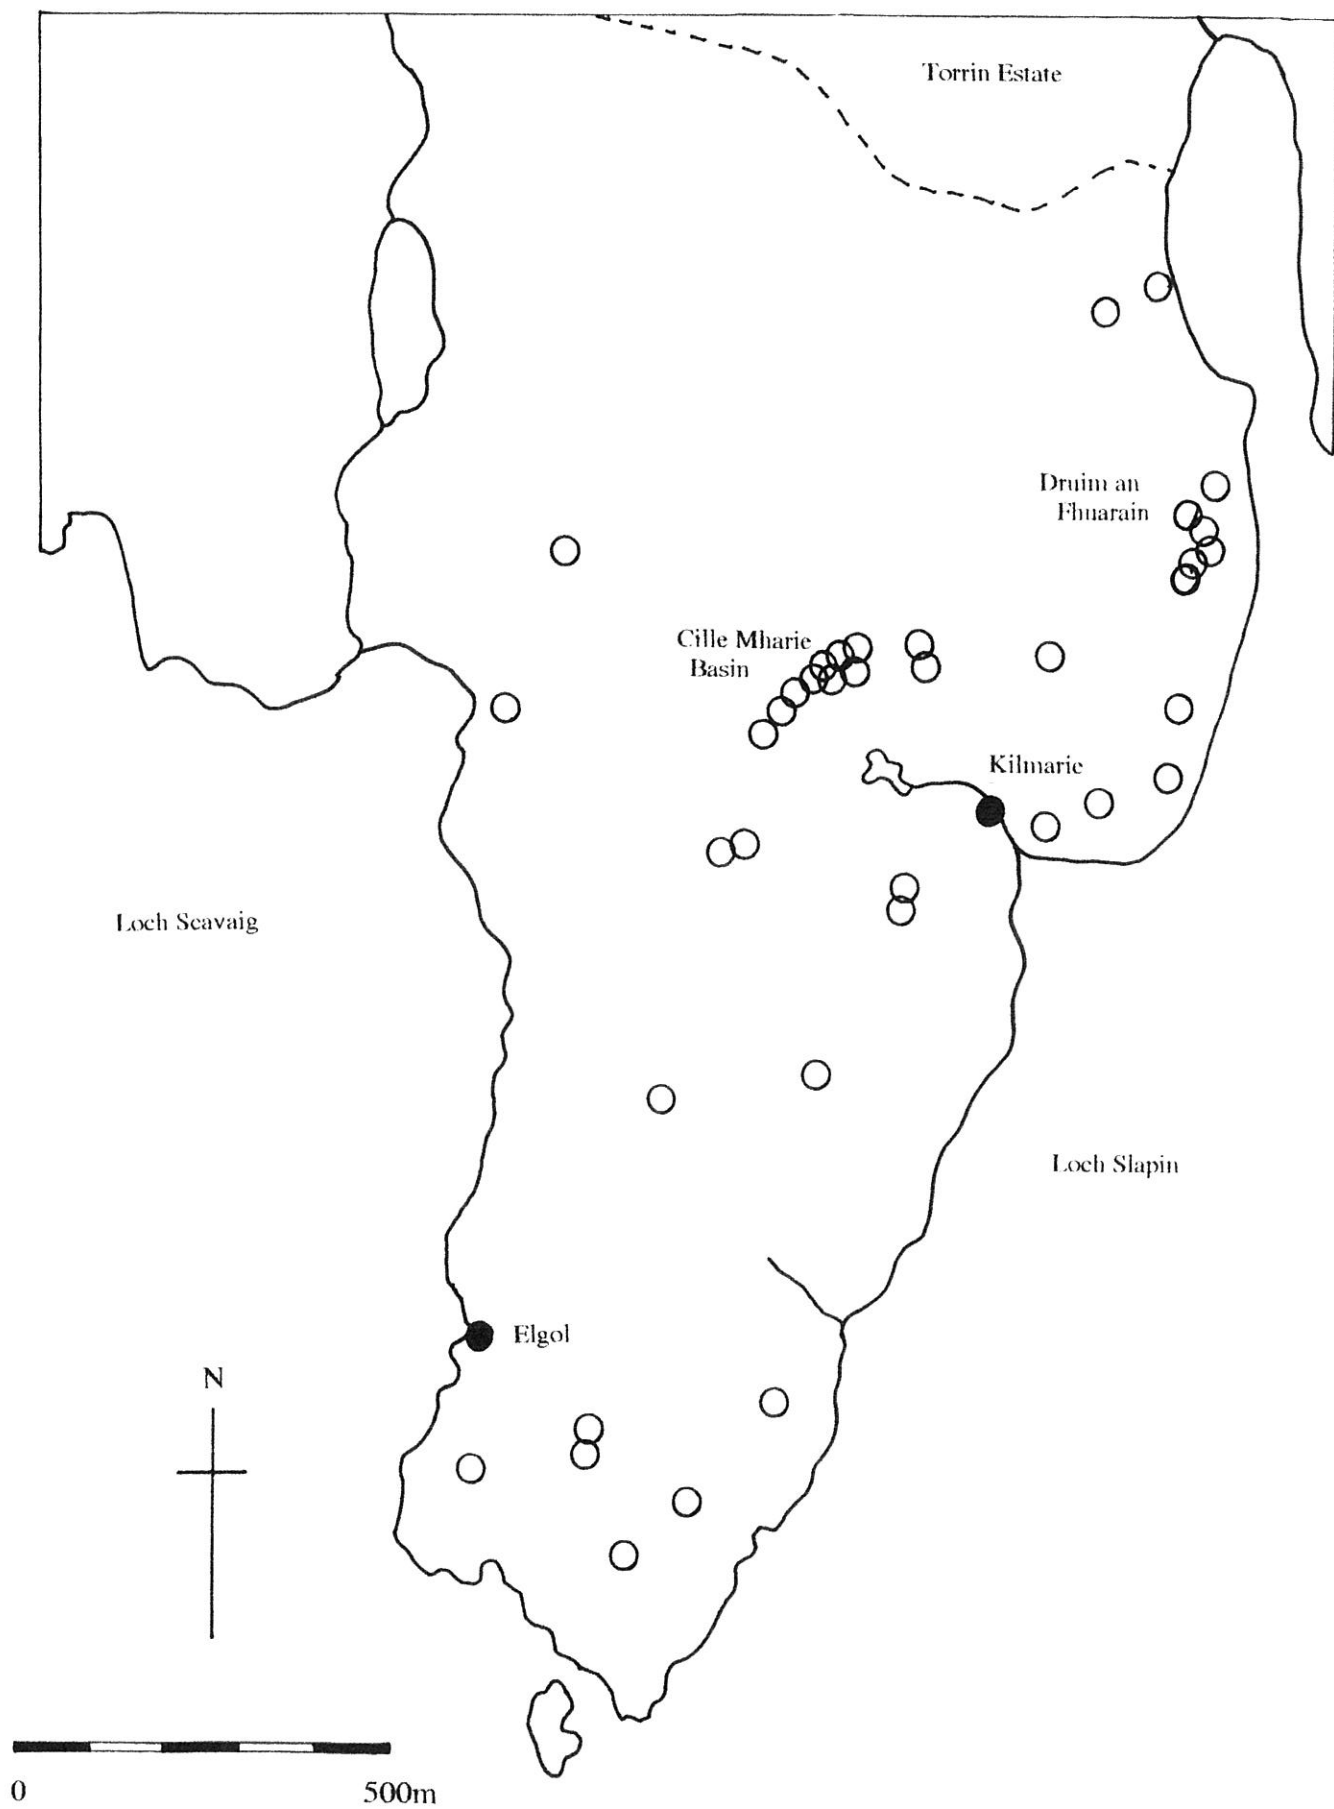 Torrin Estate
Druim an
Fhuarain
Cille Mharie
Basin
Kilmarie
Loch Scavaig
Loch Slapin
Elgol
N
0 500m